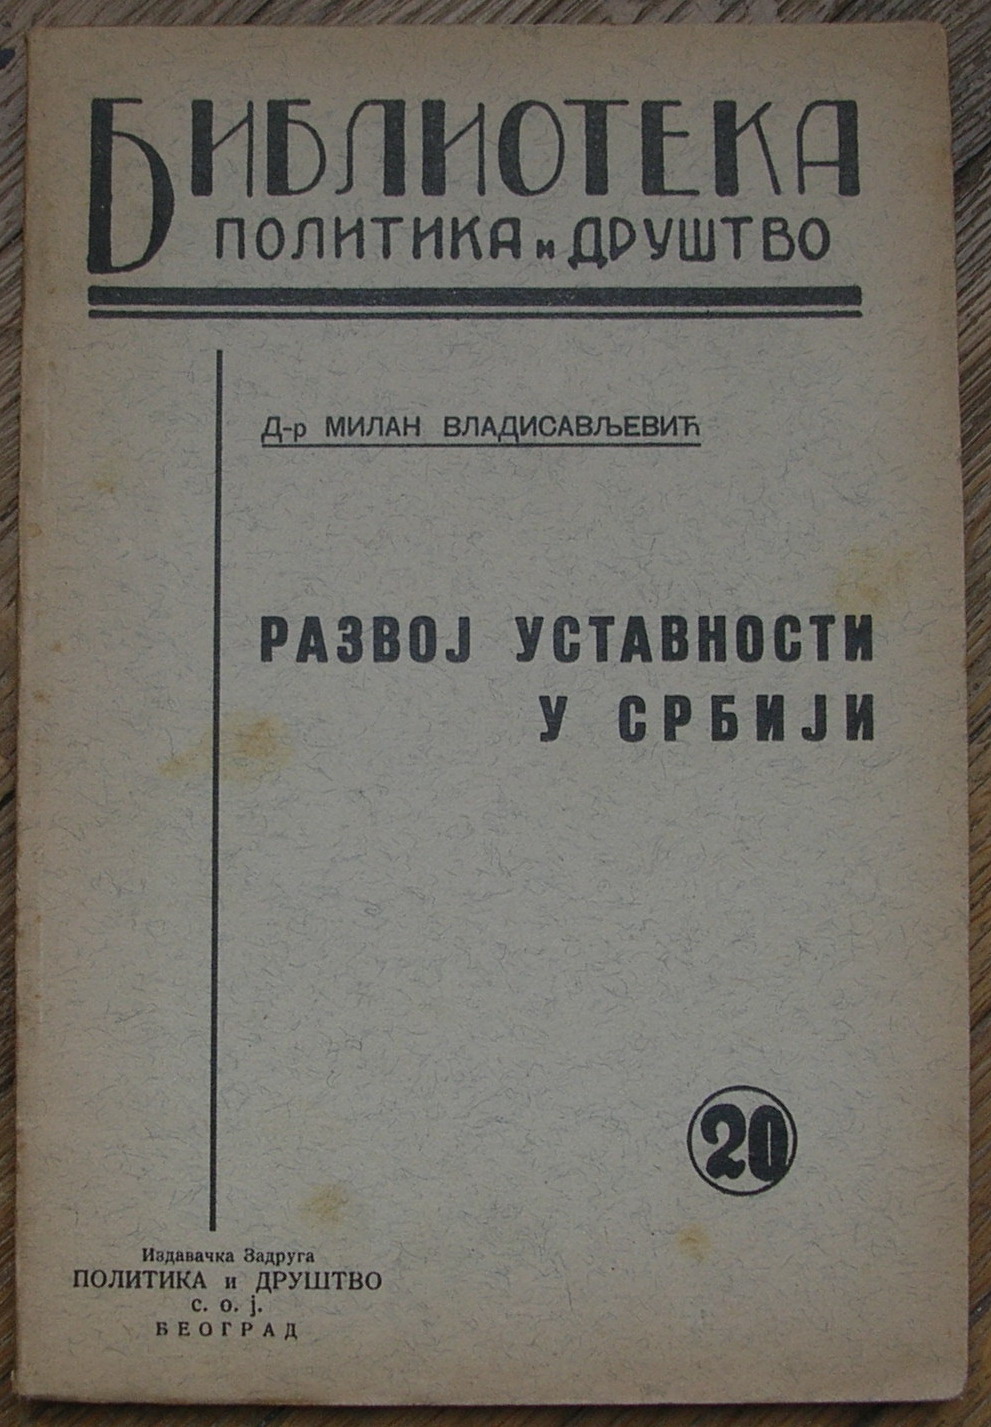 БИБЛИОТЕКА
ПОЛИТИКА и ДРУШТВО
Д-р МИЛАН ВЛАДИСАВЉЕВИЋ
РАЗВОЈ УСТАВНОСТИ
У СРБИЈИ
20
Издавачка Задруга
ПОЛИТИКА и ДРУШТВО
с. о. ј.
БЕОГРАД